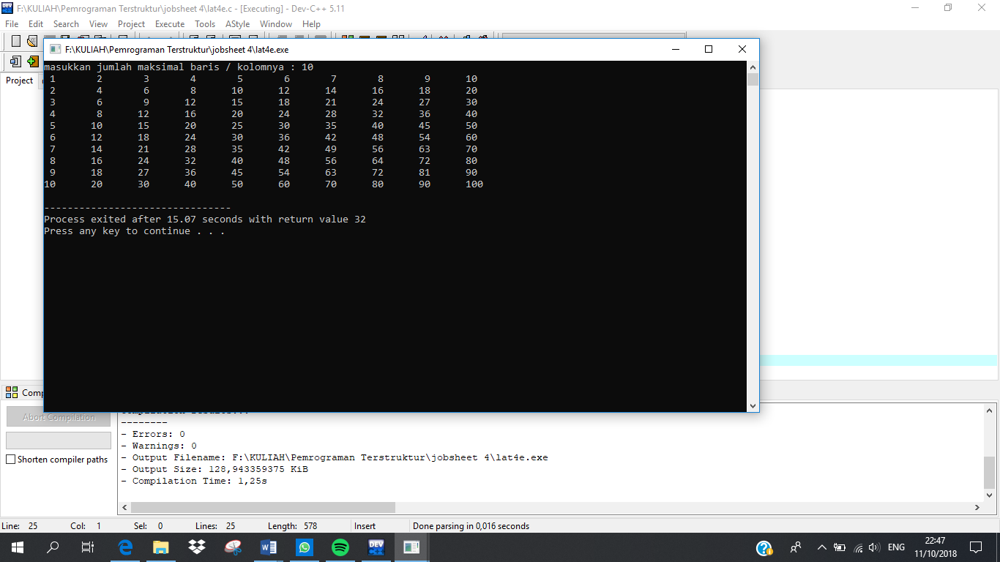 F:\KULIAH\Pemrograman Terstruktur\jobsheet 4\lat4e.c - [Executing] - Dev-C++ 5.11
File Edit Search View Project Execute Tools AStyle Window Help
F:\KULIAH\Pemrograman Terstruktur\jobsheet 4\lat4e.exe
Project
masukkan jumlah maksimal baris / kolomnya : 10
1 2 3 4 5 6 7 8 9 10
2 4 6 8 10 12 14 16 18 20
3 6 9 12 15 18 21 24 27 30
4 8 12 16 20 24 28 32 36 40
5 10 15 20 25 30 35 40 45 50
6 12 18 24 30 36 42 48 54 60
7 14 21 28 35 42 49 56 63 70
8 16 24 32 40 48 56 64 72 80
9 18 27 36 45 54 63 72 81 90
10 20 30 40 50 60 70 80 90 100
--------------------------------
Process exited after 15.07 seconds with return value 32
Press any key to continue . . .
Comp
Abort Compilation
Shorten compiler paths
Compilation results...
--------
- Errors: 0
- Warnings: 0
- Output Filename: F:\KULIAH\Pemrograman Terstruktur\jobsheet 4\lat4e.exe
- Output Size: 128,943359375 KiB
- Compilation Time: 1,25s
Line: 25 Col: 1 Sel: 0 Lines: 25 Length: 578 Insert Done parsing in 0,016 seconds
DEV
ENG
22:47
11/10/2018